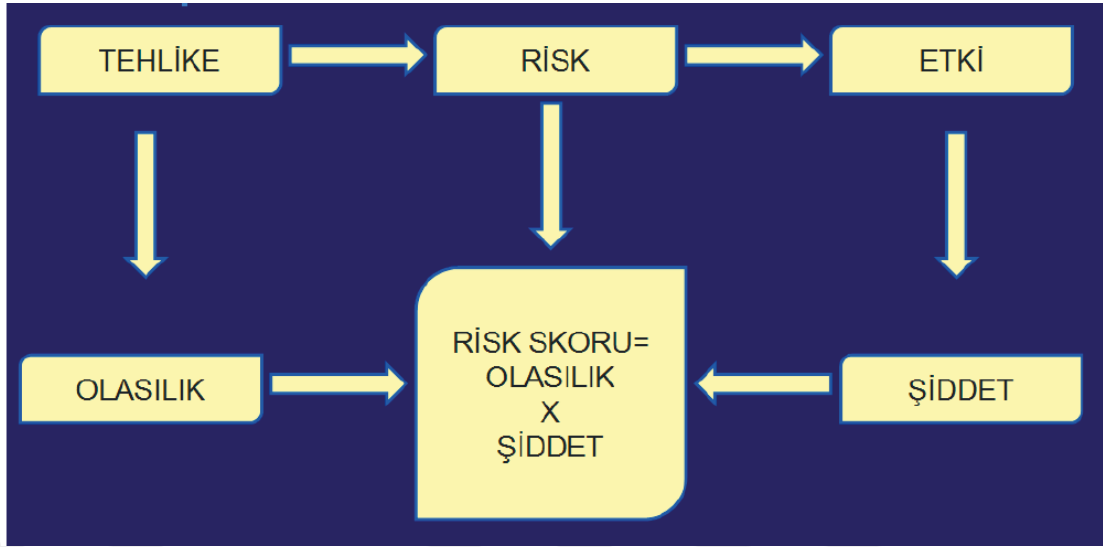 TEHLİKE
RİSK
ETKİ
OLASILIK
RİSK SKORU=
OLASILIK
X
ŞİDDET
ŞİDDET